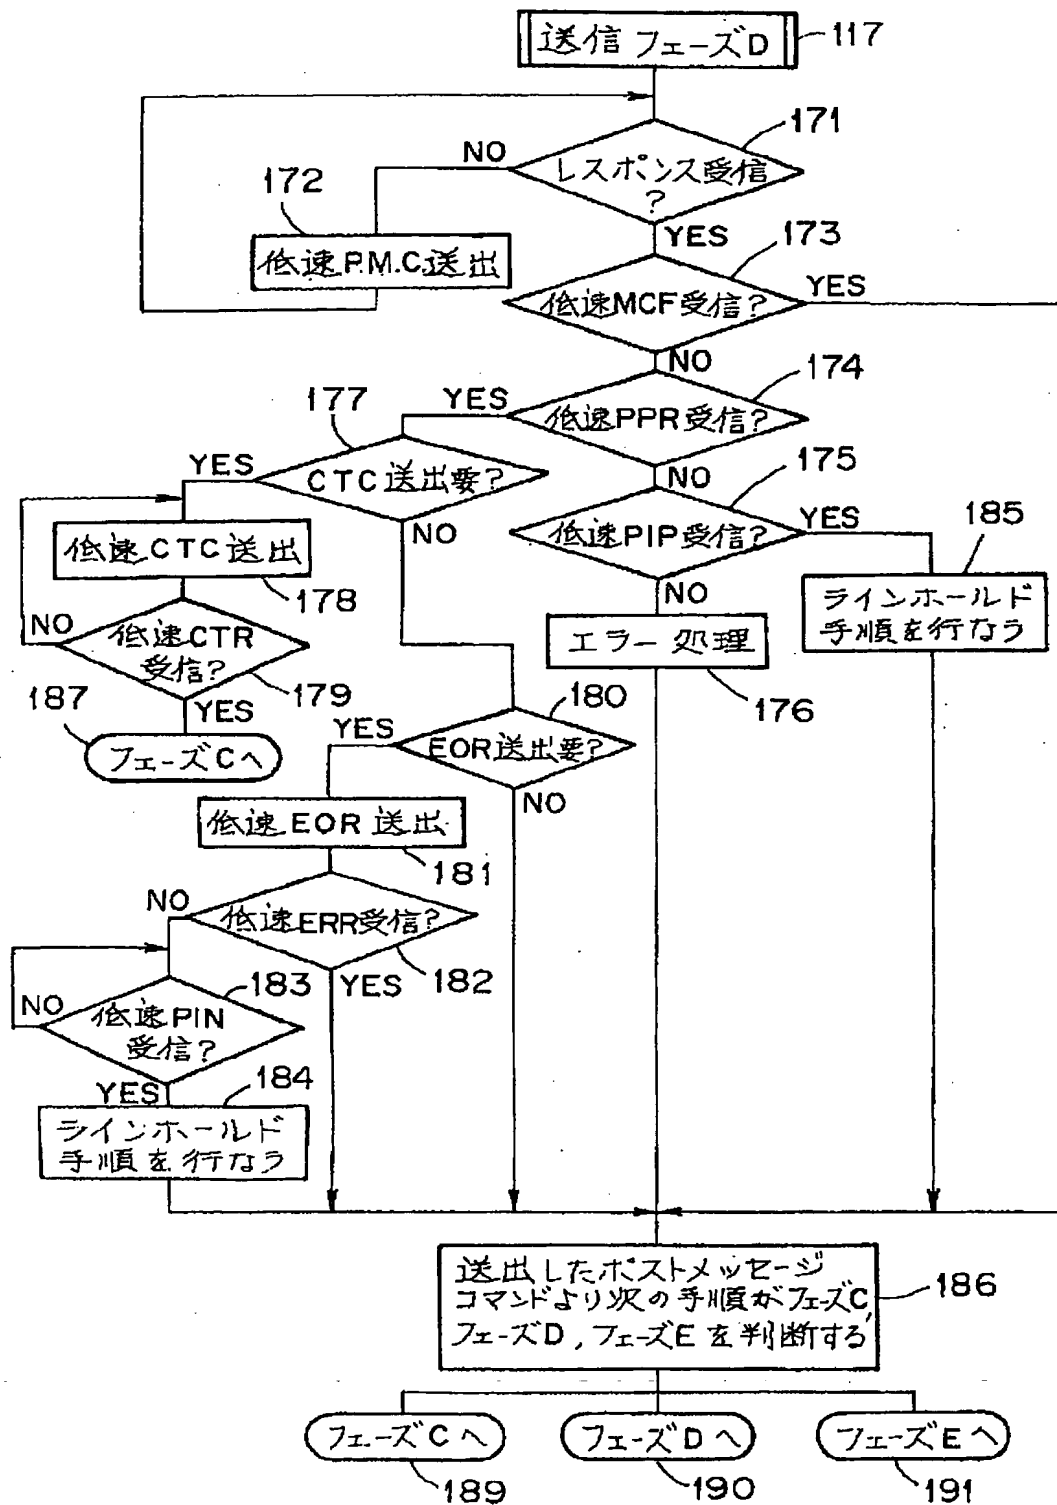 送信フェーズD
117
171
レスポンス受信
?
NO
YES
172
低速P.M.C.送出
173
低速MCF受信?
YES
NO
174
低速PPR受信?
YES
NO
177
CTC送出要?
YES
NO
175
低速PIP受信?
YES
NO
185
ラインホールド
手順を行なう
低速CTC送出
178
低速CTR
受信?
NO
179
YES
187
フェーズCへ
エラー処理
176
180
EOR送出要?
YES
NO
低速EOR送出
181
低速ERR受信?
NO
182
YES
183
低速PIN
受信?
NO
YES
184
ラインホールド
手順を行なう
送出したポストメッセージ
コマンドより次の手順がフェーズC,
フェーズD,フェーズEを判断する
186
フェーズCへ
フェーズDへ
フェーズEへ
189
190
191